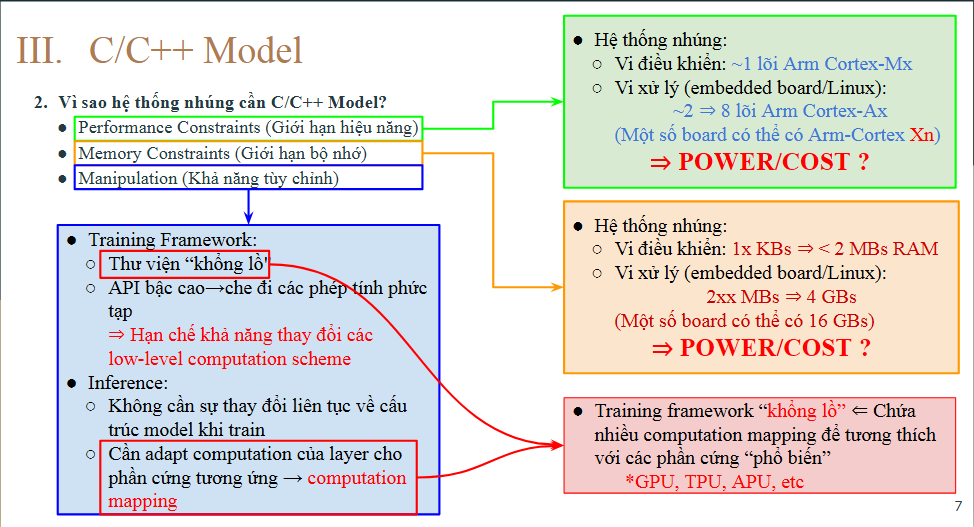 III. C/C++ Model
2. Vì sao hệ thống nhúng cần C/C++ Model?
● Performance Constraints (Giới hạn hiệu năng)
● Memory Constraints (Giới hạn bộ nhớ)
● Manipulation (Khả năng tùy chỉnh)
● Training Framework:
○ Thư viện “khổng lồ"
○ API bậc cao→che đi các phép tính phức
tạp
⇒ Hạn chế khả năng thay đổi các
low-level computation scheme
● Inference:
○ Không cần sự thay đổi liên tục về cấu
trúc model khi train
○ Cần adapt computation của layer cho
phần cứng tương ứng → computation
mapping
● Hệ thống nhúng:
○ Vi điều khiển: ~1 lõi Arm Cortex-Mx
○ Vi xử lý (embedded board/Linux):
~2 ⇒ 8 lõi Arm Cortex-Ax
(Một số board có thể có Arm-Cortex Xn)
⇒ POWER/COST ?
● Hệ thống nhúng:
○ Vi điều khiển: 1x KBs ⇒ < 2 MBs RAM
○ Vi xử lý (embedded board/Linux):
2xx MBs ⇒ 4 GBs
(Một số board có thể có 16 GBs)
⇒ POWER/COST ?
● Training framework “khổng lồ” ⇐ Chứa
nhiều computation mapping để tương thích
với các phần cứng “phổ biến”
*GPU, TPU, APU, etc
7